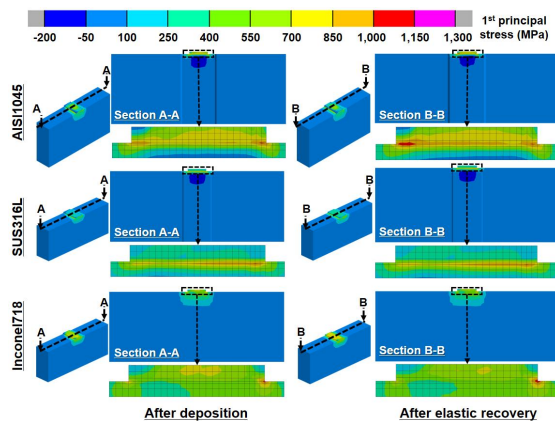 1st principal
stress (MPa)
-200 -50 100 250 400 550 700 850 1,000 1,150 1,300
AISI1045
A
A
Section A-A
B
B
Section B-B
SUS316L
A
A
Section A-A
B
B
Section B-B
Inconel718
A
A
Section A-A
B
B
Section B-B
After deposition
After elastic recovery